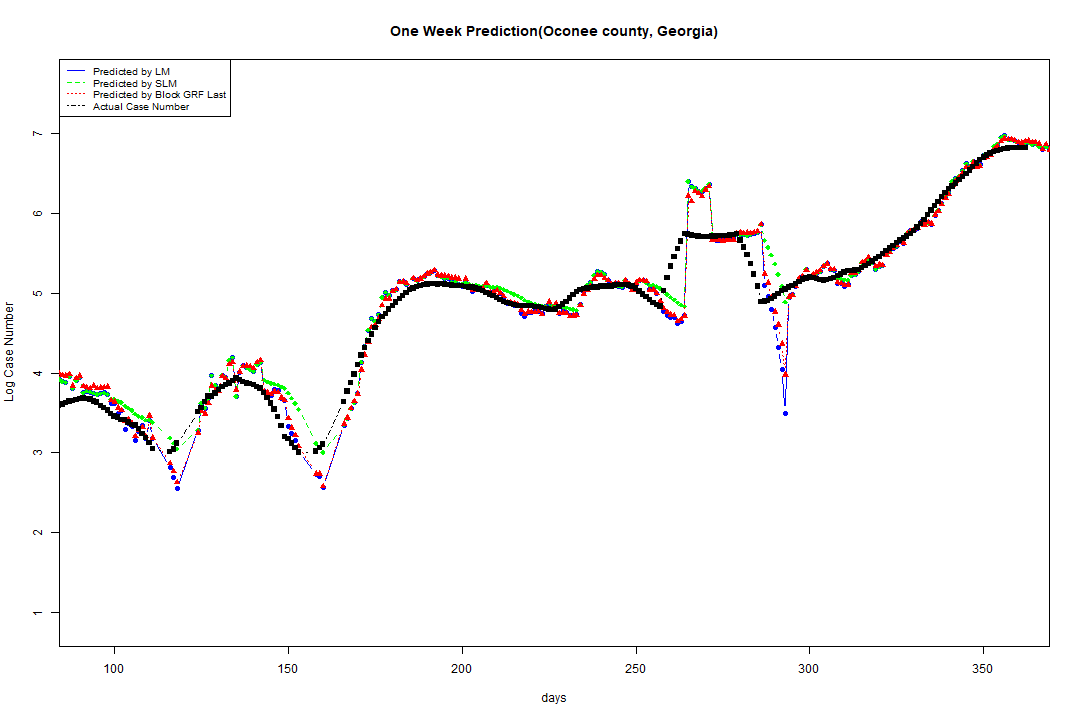 One Week Prediction(Oconee county, Georgia)
Predicted by LM
Predicted by SLM
Predicted by Block GRF Last
Actual Case Number
Log Case Number
7
6
5
4
3
2
1
100 150 200 250 300 350
days